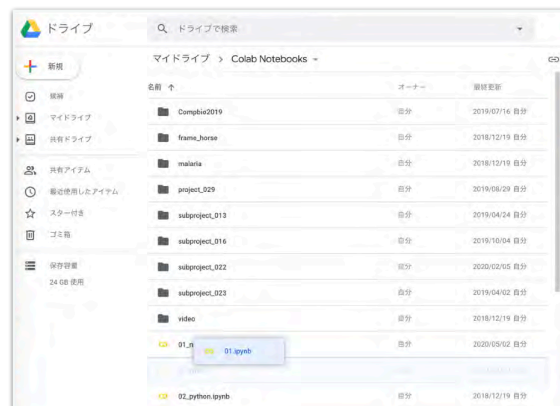 ドライブ
ドライブで検索
新規
マイドライブ > Colab Notebooks
名前 ↑
オーナー
最終更新
候補
マイドライブ
共有ドライブ
共有アイテム
最近使用したアイテム
スター付き
ゴミ箱
保存容量
24 GB 使用
Compbio2019 自分 2019/07/16 自分
frame_horse 自分 2018/12/19 自分
malaria 自分 2018/12/19 自分
project_029 自分 2019/08/29 自分
subproject_013 自分 2019/04/24 自分
subproject_016 自分 2019/10/04 自分
subproject_022 自分 2020/02/05 自分
subproject_023 自分 2019/04/02 自分
video 自分 2018/12/19 自分
01_n 自分 2020/05/02 自分
01.ipynb
02_python.ipynb 自分 2018/12/19 自分